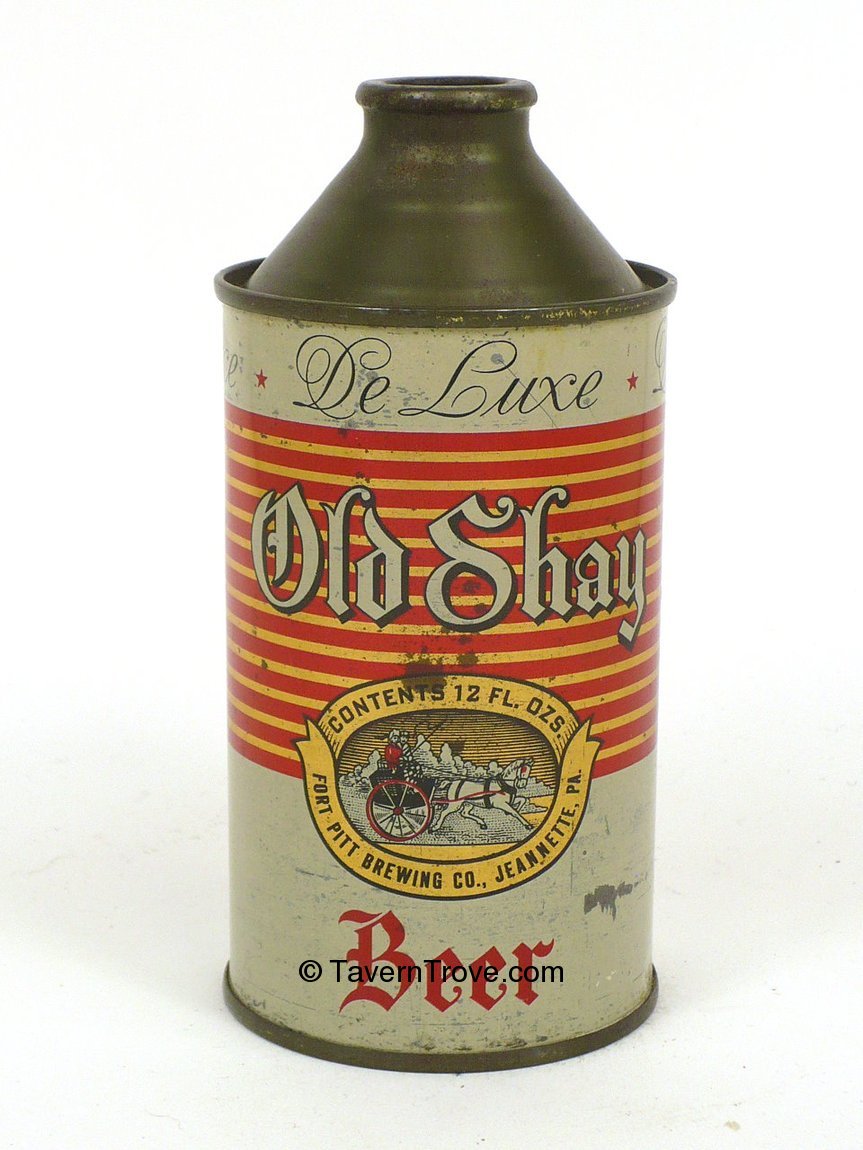 De Luxe
Old Shay
CONTENTS 12 FL. OZS.
FORT PITT BREWING CO., JEANNETTE, PA.
Beer
© TavernTrove.com